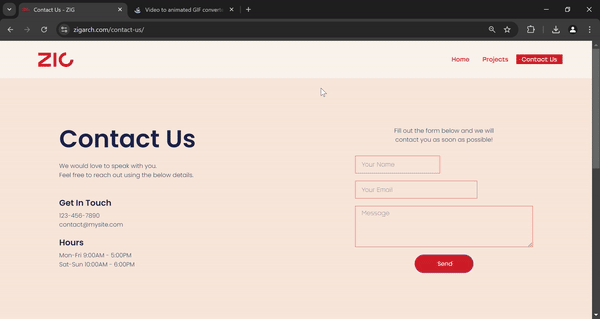 Contact Us - ZIG
Video to animated GIF convert
zigarch.com/contact-us/
ZIG
Home
Projects
Contact Us
Contact Us
We would love to speak with you.
Feel free to reach out using the below details.
Get In Touch
123-456-7890
contact@mysite.com
Hours
Mon-Fri 9:00AM - 5:00PM
Sat-Sun 10:00AM - 6:00PM
Fill out the form below and we will
contact you as soon as possible!
Your Name
Your Email
Message
Send